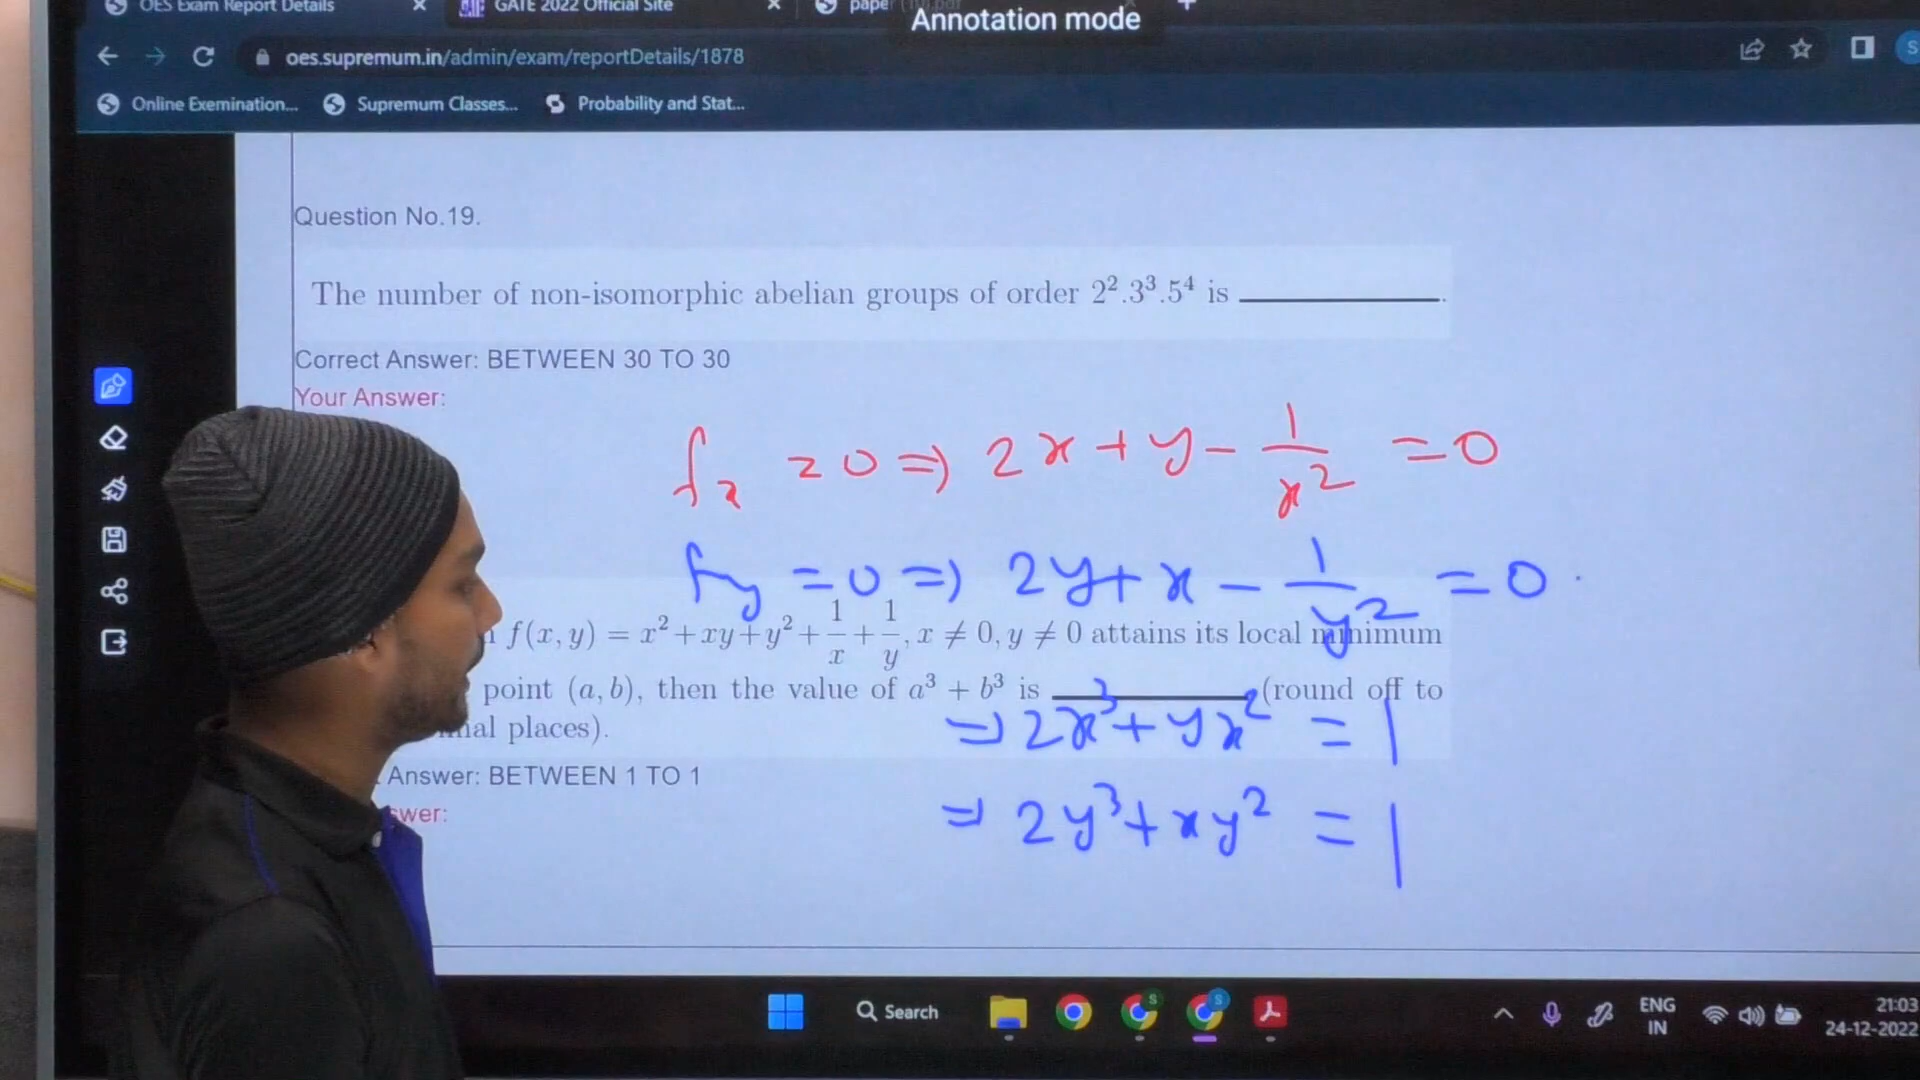 Annotation mode
OES Exam Report Details
GATE 2022 Official Site
oes.supremum.in/admin/exam/reportDetails/1878
S
Online Exemination...
Supremum Classes...
Probability and Stat...
Question No.19.
The number of non-isomorphic abelian groups of order 2².3³.5⁴ is ________.
Correct Answer: BETWEEN 30 TO 30
Your Answer:
fₓ = 0 ⇒ 2x + y - 1/x² = 0
f_y = 0 ⇒ 2y + x - 1/y² = 0
f(x, y) = x² + xy + y² + 1/x + 1/y, x ≠ 0, y ≠ 0 attains its local minimum
point (a, b), then the value of a³ + b³ is ________ (round off to
places).
⇒ 2x³ + yx² = 1
Answer: BETWEEN 1 TO 1
⇒ 2y³ + xy² = 1
Search
ENG
IN
21:03
24-12-2022